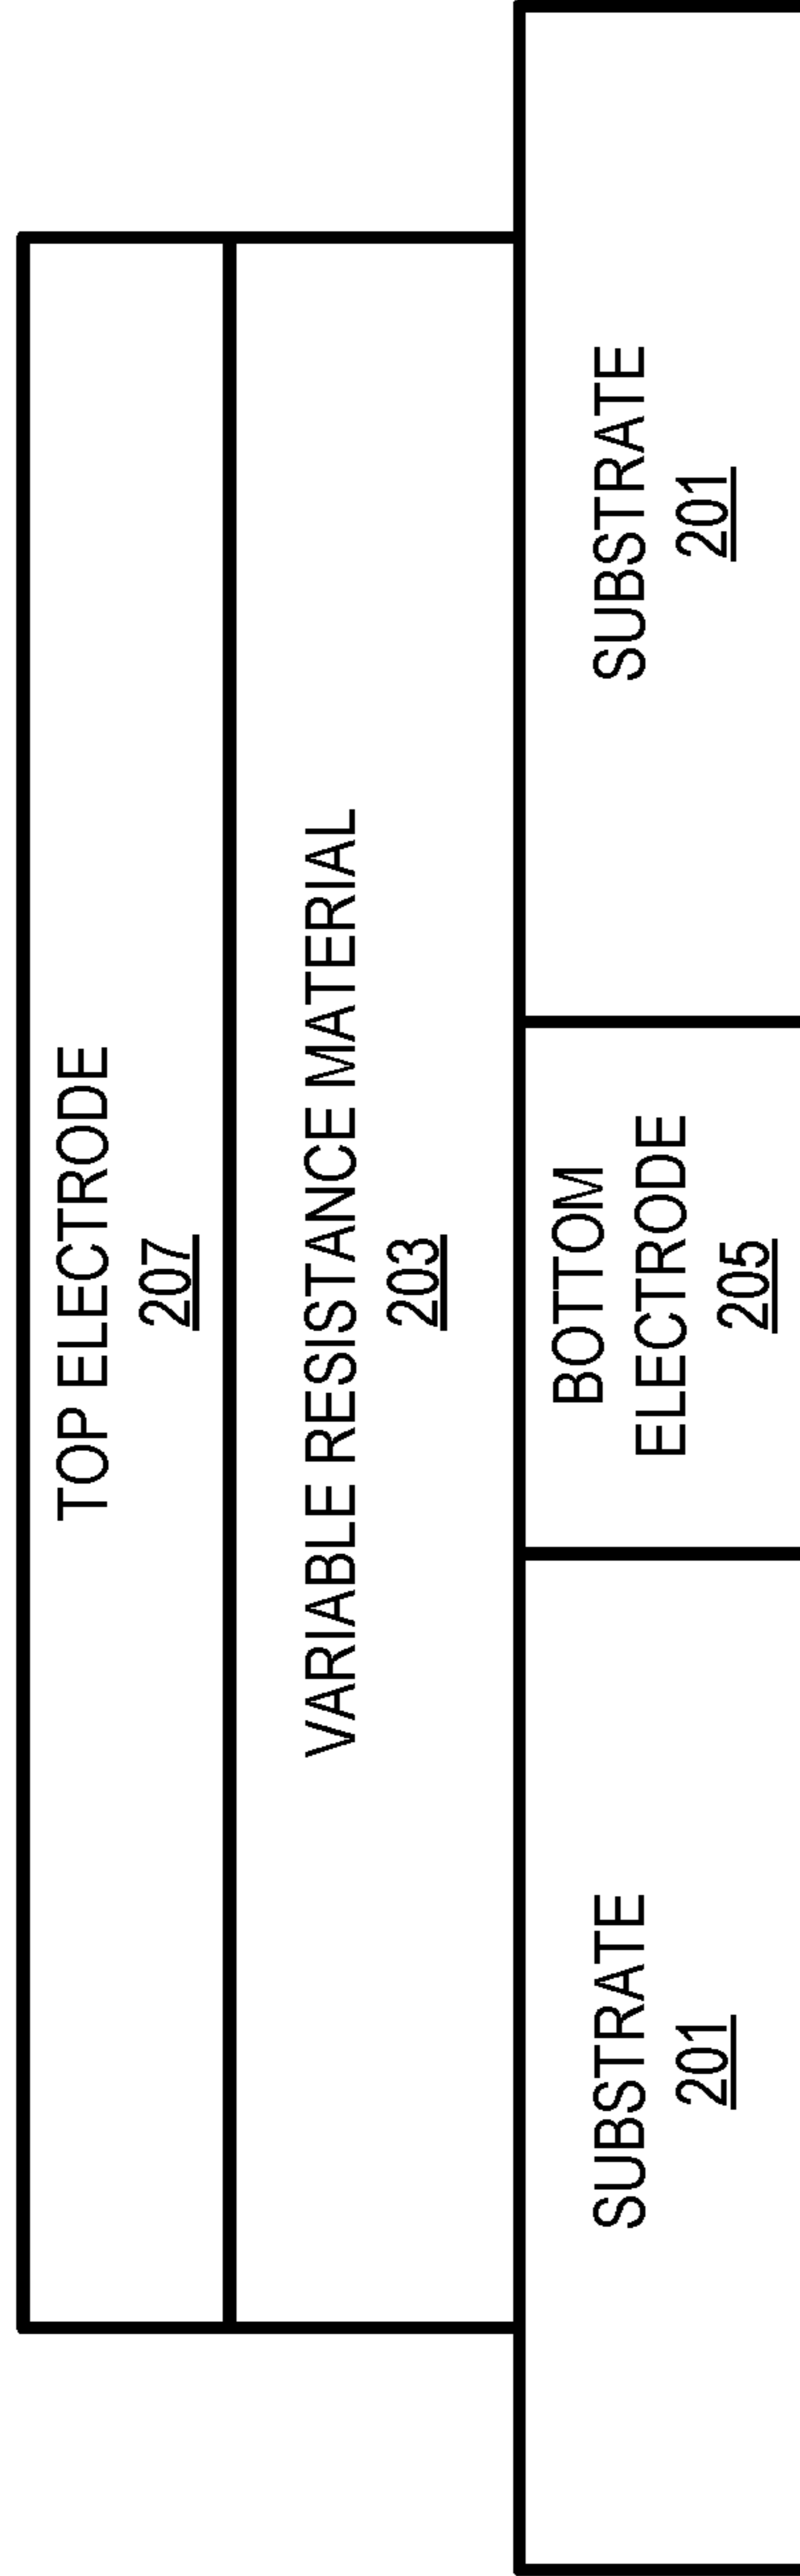 TOP ELECTRODE
207
VARIABLE RESISTANCE MATERIAL
203
SUBSTRATE
201
BOTTOM
ELECTRODE
205
SUBSTRATE
201